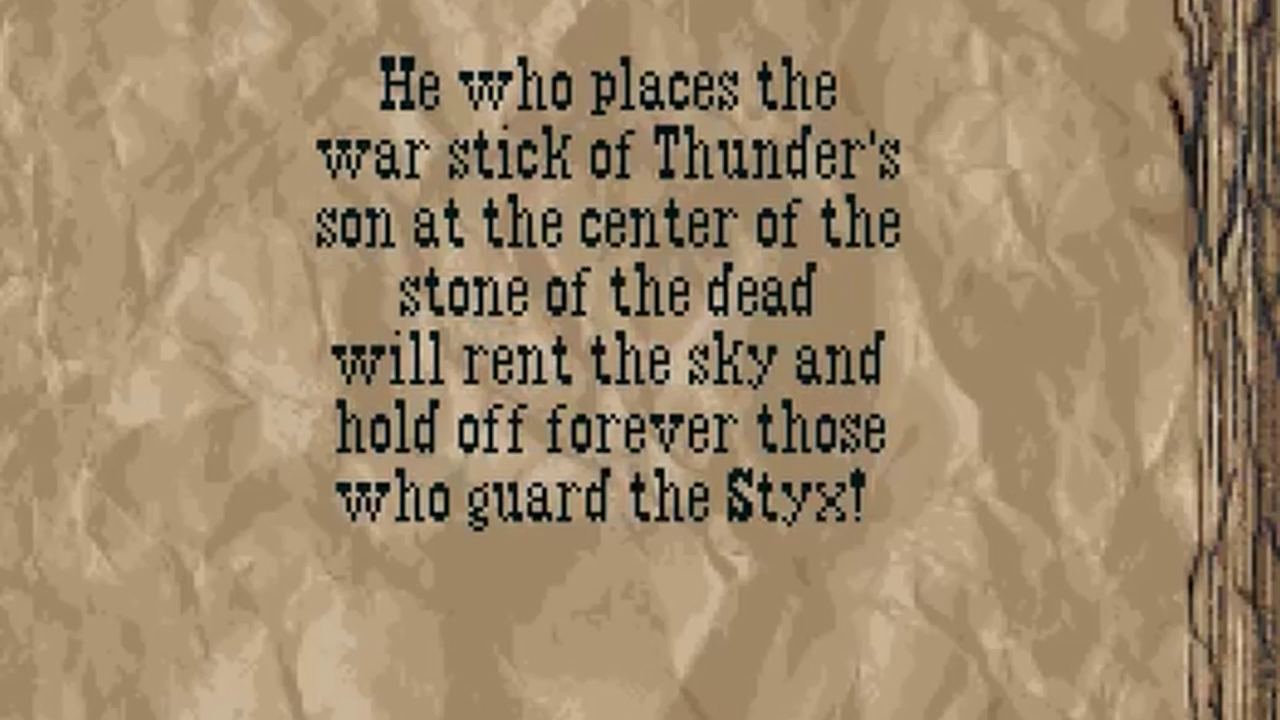 He who places the
war stick of Thunder's
son at the center of the
stone of the dead
will rent the sky and
hold off forever those
who guard the Styx!